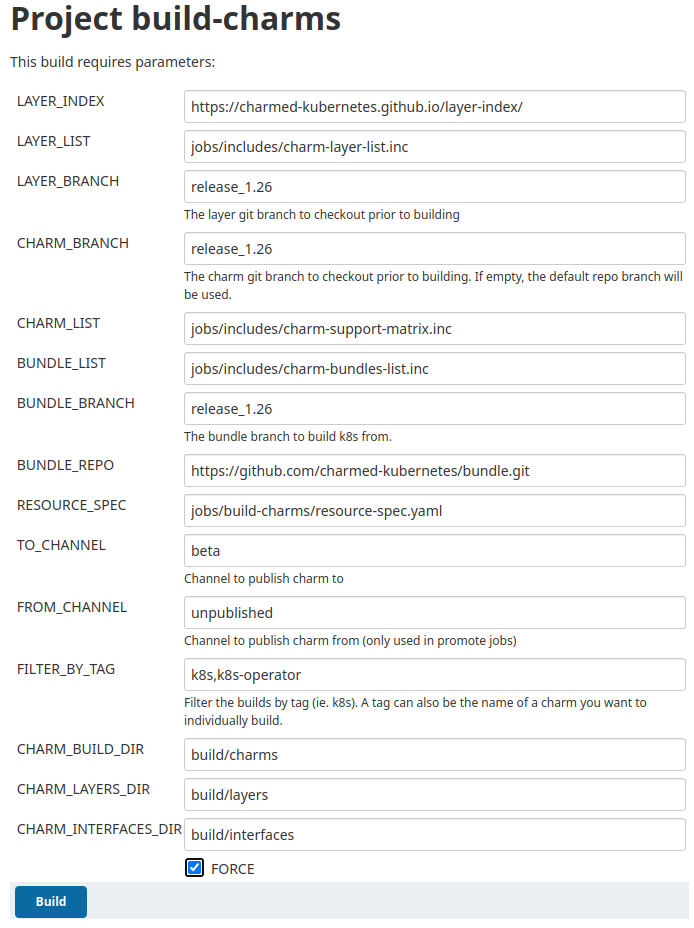 Project build-charms
This build requires parameters:
LAYER_INDEX
https://charmed-kubernetes.github.io/layer-index/
LAYER_LIST
jobs/includes/charm-layer-list.inc
LAYER_BRANCH
release_1.26
The layer git branch to checkout prior to building
CHARM_BRANCH
release_1.26
The charm git branch to checkout prior to building. If empty, the default repo branch will
be used.
CHARM_LIST
jobs/includes/charm-support-matrix.inc
BUNDLE_LIST
jobs/includes/charm-bundles-list.inc
BUNDLE_BRANCH
release_1.26
The bundle branch to build k8s from.
BUNDLE_REPO
https://github.com/charmed-kubernetes/bundle.git
RESOURCE_SPEC
jobs/build-charms/resource-spec.yaml
TO_CHANNEL
beta
Channel to publish charm to
FROM_CHANNEL
unpublished
Channel to publish charm from (only used in promote jobs)
FILTER_BY_TAG
k8s,k8s-operator
Filter the builds by tag (ie. k8s). A tag can also be the name of a charm you want to
individually build.
CHARM_BUILD_DIR
build/charms
CHARM_LAYERS_DIR
build/layers
CHARM_INTERFACES_DIR
build/interfaces
FORCE
Build